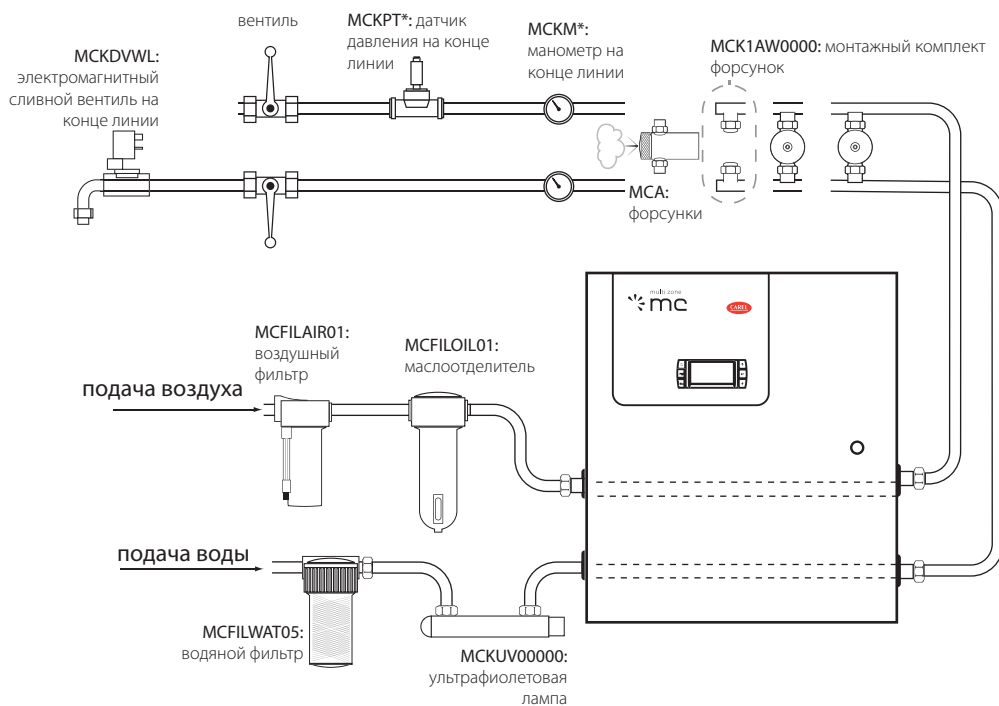 вентиль
MCKPT*: датчик
давления на конце
линии
MCKM*:
манометр на
конце линии
MCK1AW0000: монтажный комплект
форсунок
MCKDVWL:
электромагнитный
сливной вентиль на
конце линии
MCA:
форсунки
multi.zone
mc
CAREL
MCFILAIR01:
воздушный
фильтр
MCFILOIL01:
маслоотделитель
подача воздуха
подача воды
MCFILWAT05:
водяной фильтр
MCKUV00000:
ультрафиолетовая
лампа